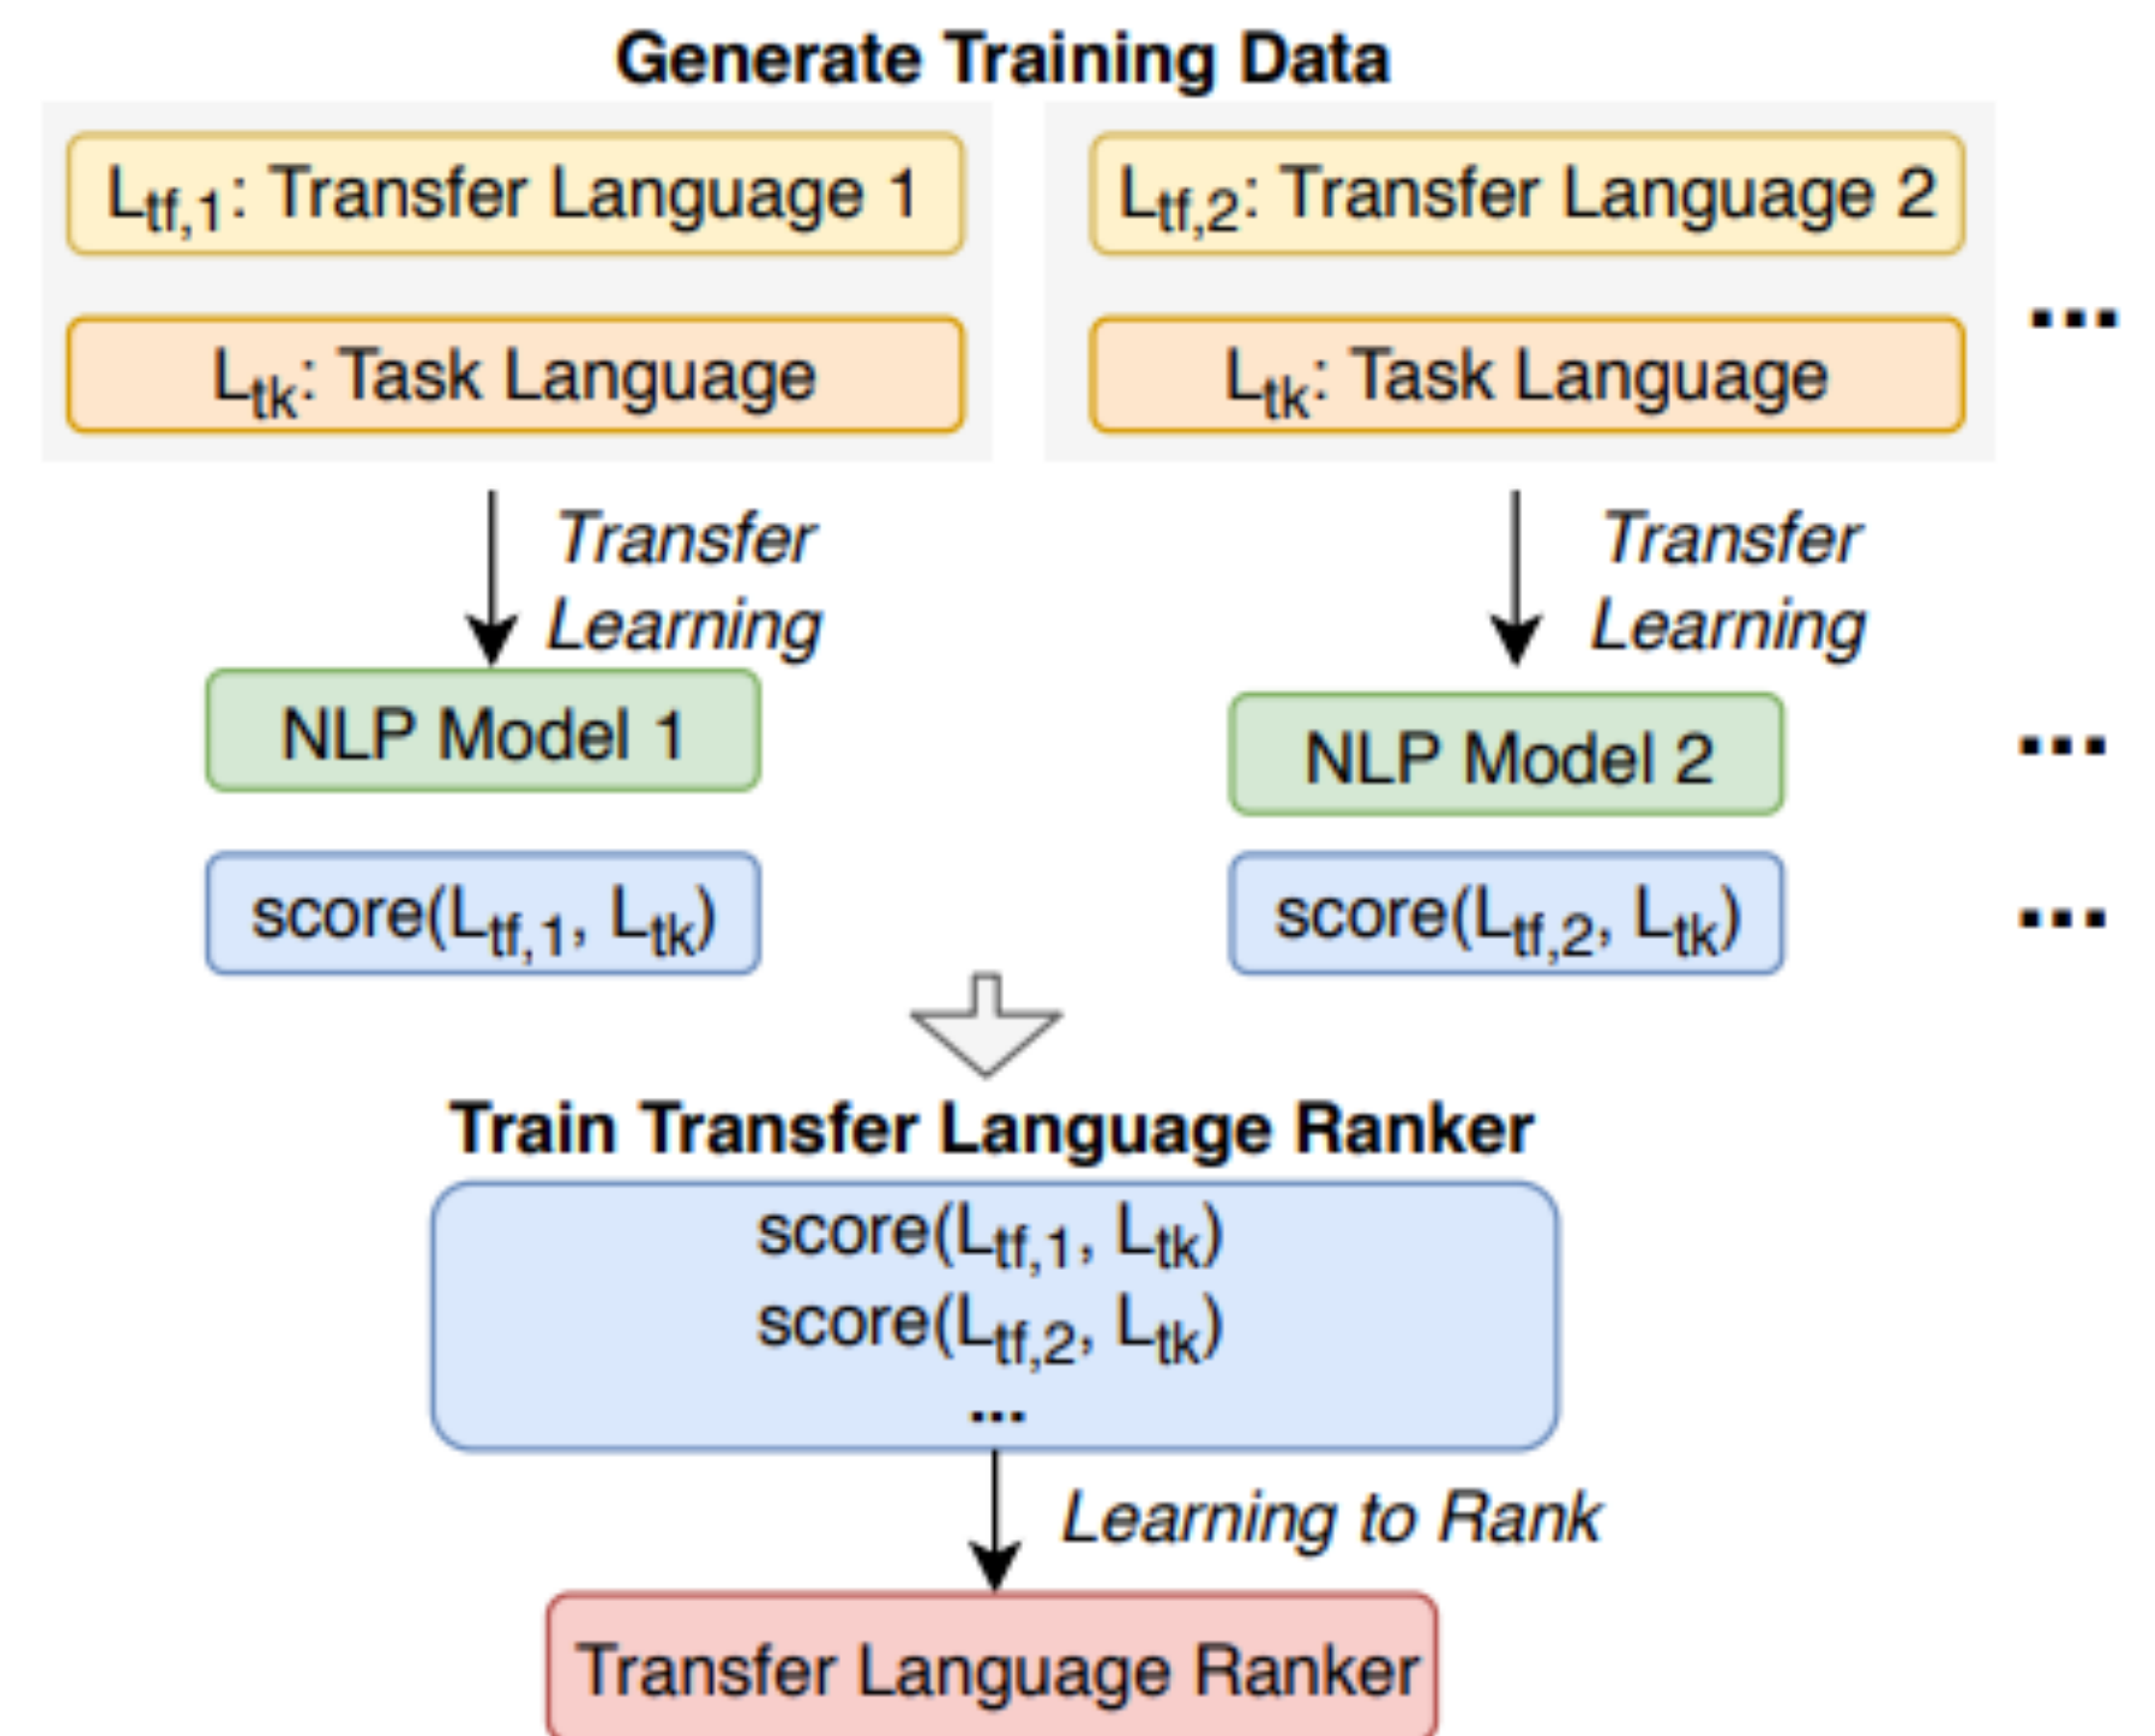 Generate Training Data
Ltf,1: Transfer Language 1
Ltf,2: Transfer Language 2
...
Ltk: Task Language
Ltk: Task Language
Transfer
Learning
Transfer
Learning
NLP Model 1
NLP Model 2
...
score(Ltf,1, Ltk)
score(Ltf,2, Ltk)
...
Train Transfer Language Ranker
score(Ltf,1, Ltk)
score(Ltf,2, Ltk)
...
Learning to Rank
Transfer Language Ranker